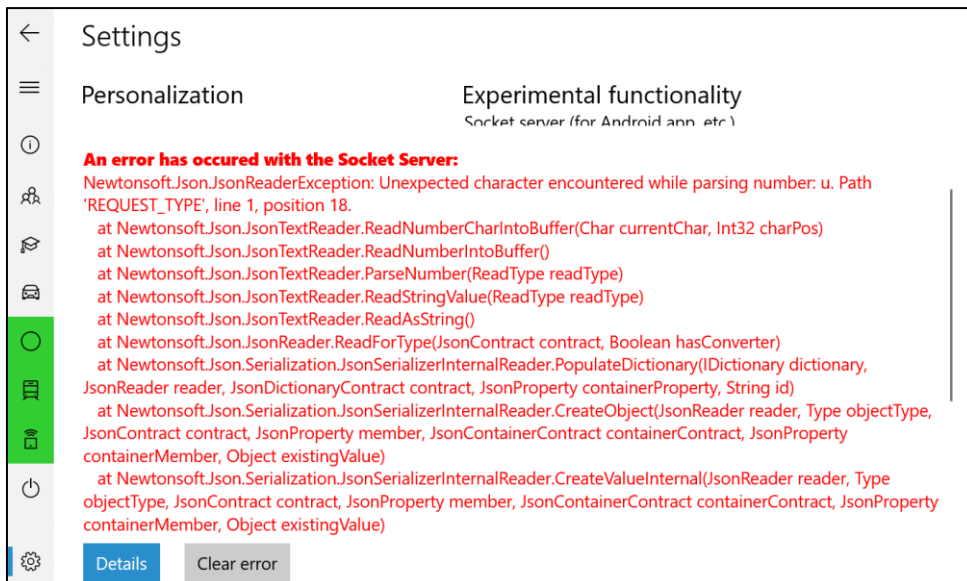 Settings
Personalization
Experimental functionality
Socket server (for Android app, etc.)
An error has occured with the Socket Server:
Newtonsoft.Json.JsonReaderException: Unexpected character encountered while parsing number: u. Path
'REQUEST_TYPE', line 1, position 18.
at Newtonsoft.Json.JsonTextReader.ReadNumberCharIntoBuffer(Char currentChar, Int32 charPos)
at Newtonsoft.Json.JsonTextReader.ReadNumberIntoBuffer()
at Newtonsoft.Json.JsonTextReader.ParseNumber(ReadType readType)
at Newtonsoft.Json.JsonTextReader.ReadStringValue(ReadType readType)
at Newtonsoft.Json.JsonTextReader.ReadAsString()
at Newtonsoft.Json.JsonReader.ReadForType(JsonContract contract, Boolean hasConverter)
at Newtonsoft.Json.Serialization.JsonSerializerInternalReader.PopulateDictionary(IDictionary dictionary,
JsonReader reader, JsonDictionaryContract contract, JsonProperty containerProperty, String id)
at Newtonsoft.Json.Serialization.JsonSerializerInternalReader.CreateObject(JsonReader reader, Type objectType,
JsonContract contract, JsonProperty member, JsonContainerContract containerContract, JsonProperty
containerMember, Object existingValue)
at Newtonsoft.Json.Serialization.JsonSerializerInternalReader.CreateValueInternal(JsonReader reader, Type
objectType, JsonContract contract, JsonProperty member, JsonContainerContract containerContract, JsonProperty
containerMember, Object existingValue)
Details
Clear error